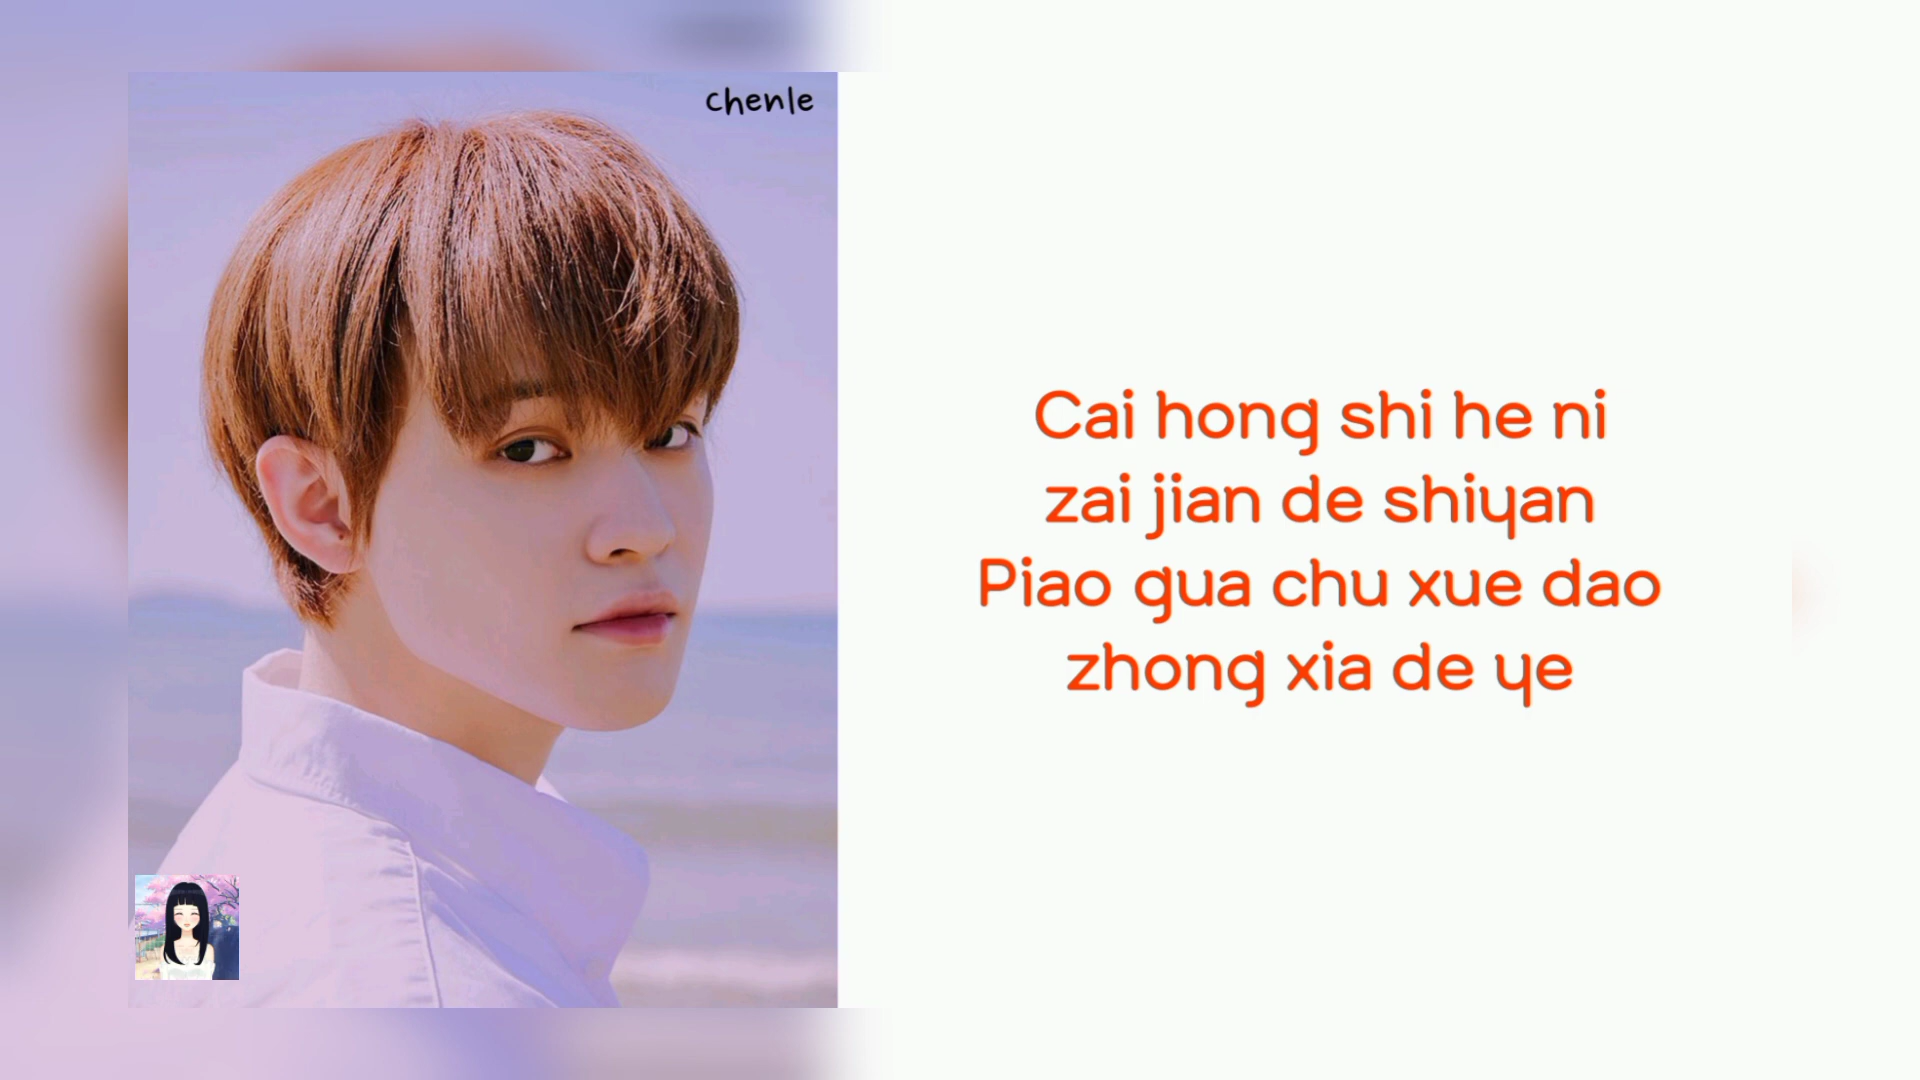 chenle
Cai hong shi he ni
zai jian de shiyan
Piao gua chu xue dao
zhong xia de ye